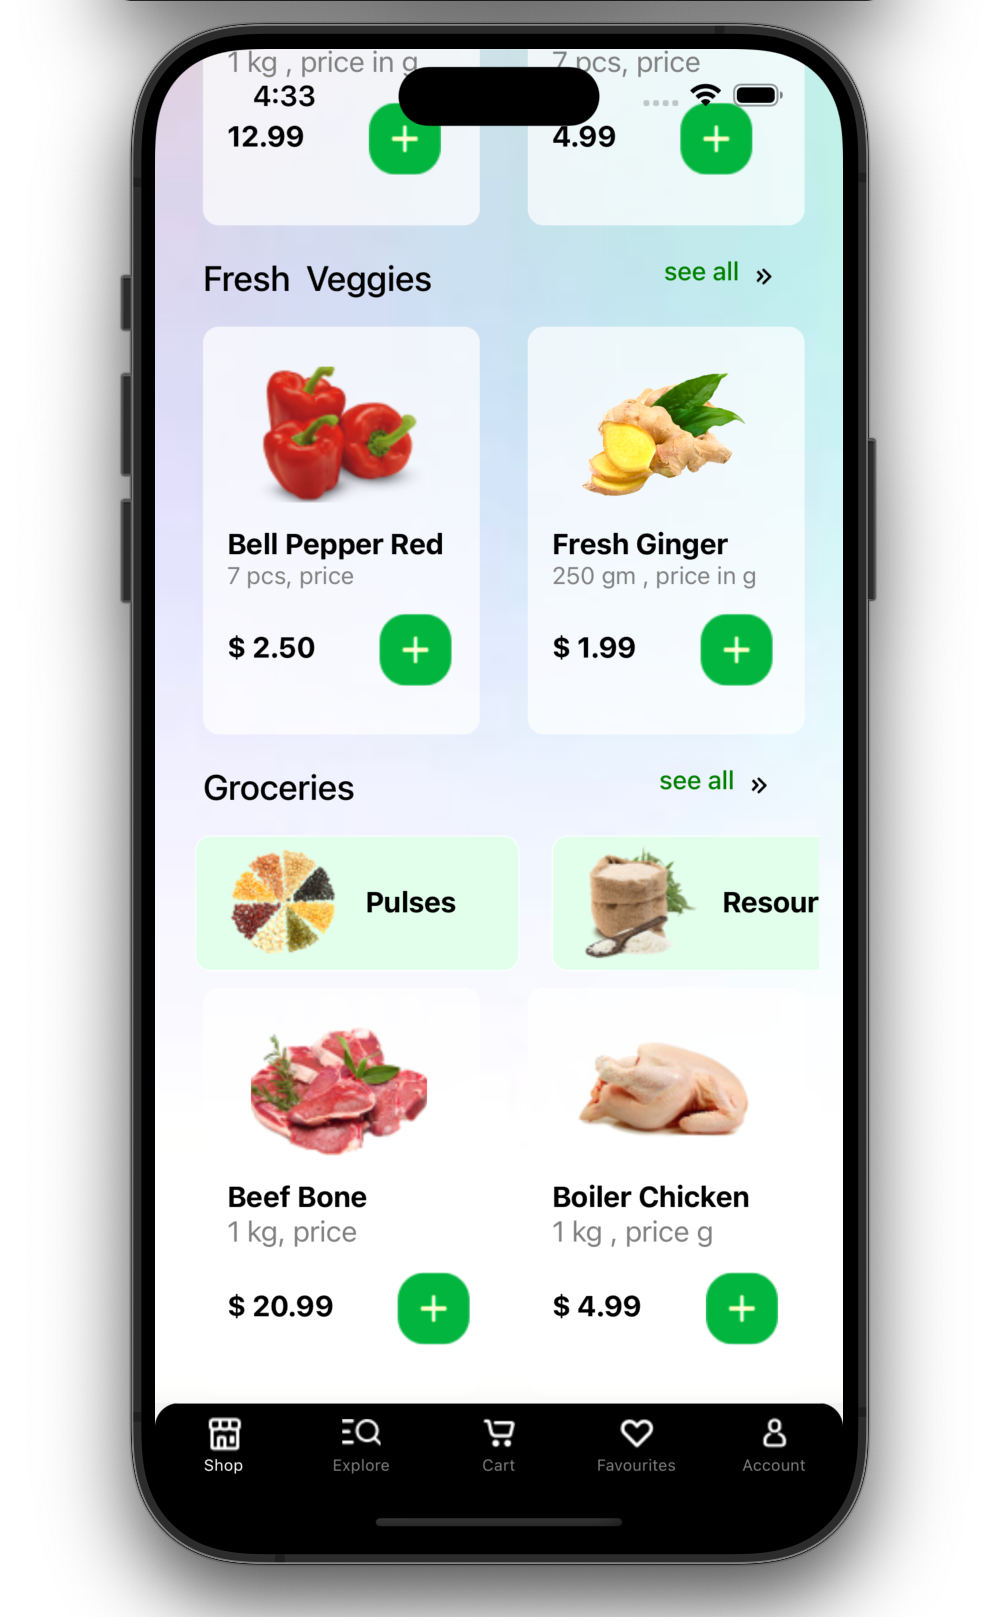 1 kg , price in g
7 pcs, price
4:33
12.99
4.99
Fresh  Veggies
see all »
Bell Pepper Red
7 pcs, price
$ 2.50
Fresh Ginger
250 gm , price in g
$ 1.99
Groceries
see all »
Pulses
Resour
Beef Bone
1 kg, price
$ 20.99
Boiler Chicken
1 kg , price g
$ 4.99
Shop
Explore
Cart
Favourites
Account